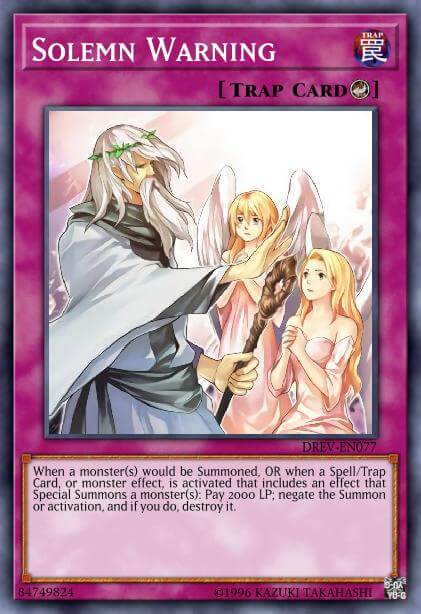 SOLEMN WARNING
TRAP
罠
[TRAP CARD]
DREV-EN077
When a monster(s) would be Summoned, OR when a Spell/Trap
Card, or monster effect, is activated that includes an effect that
Special Summons a monster(s): Pay 2000 LP; negate the Summon
or activation, and if you do, destroy it.
84749824
©1996 KAZUKI TAKAHASHI